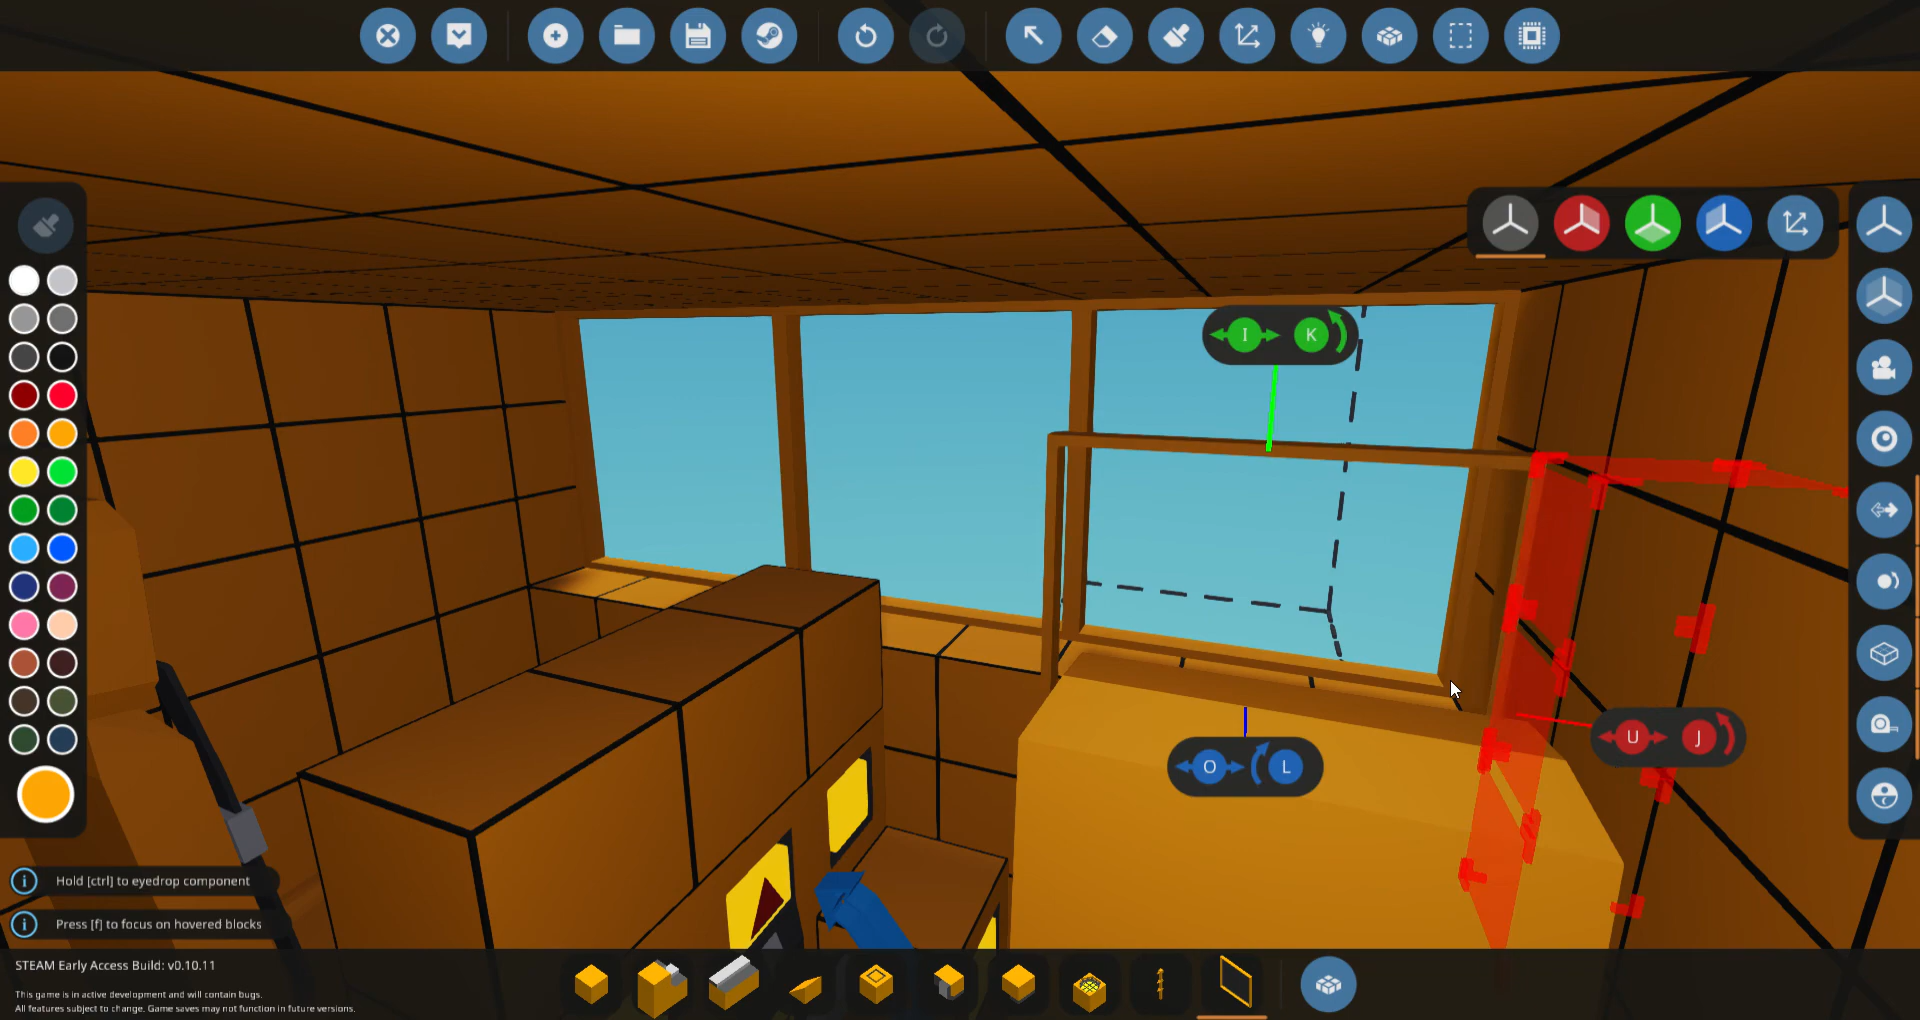 I K
O L
U J
Hold [ctrl] to eyedrop component
Press [f] to focus on hovered blocks
STEAM Early Access Build: v0.10.11
This game is in active development and will contain bugs.
All features subject to change. Game saves may not function in future versions.